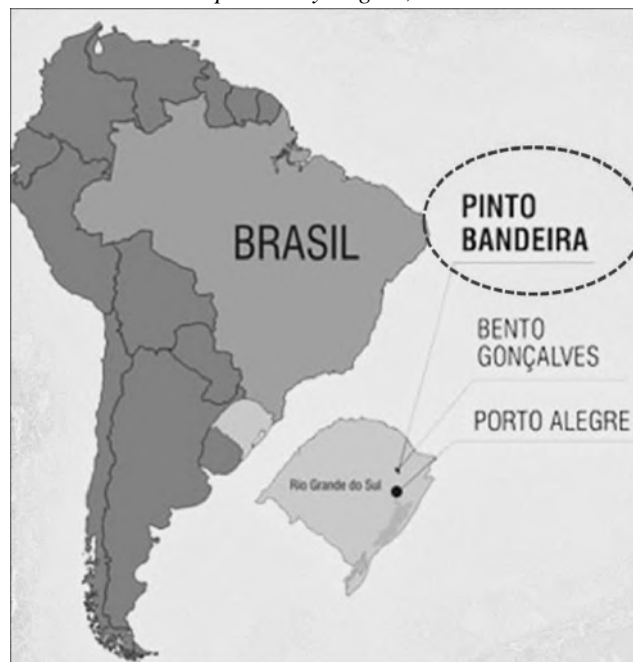 BRASIL
PINTO
BANDEIRA
BENTO
GONÇALVES
PORTO ALEGRE
Rio Grande do Sul